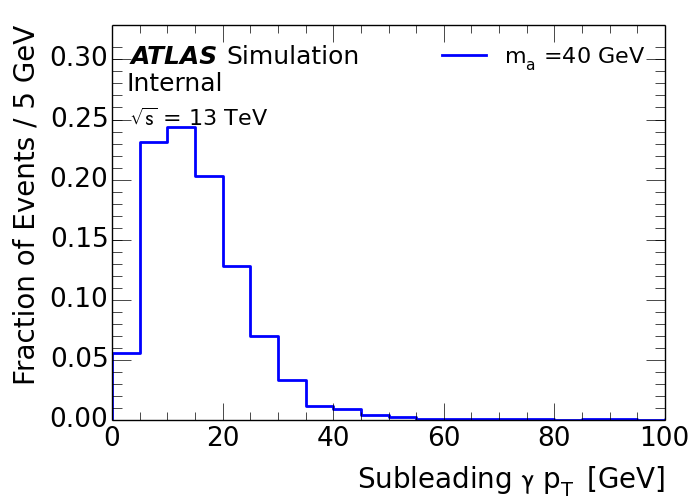 ATLAS Simulation
Internal
√s = 13 TeV
mₐ =40 GeV
Fraction of Events / 5 GeV
0.30
0.25
0.20
0.15
0.10
0.05
0.00
0 20 40 60 80 100
Subleading γ p_T [GeV]